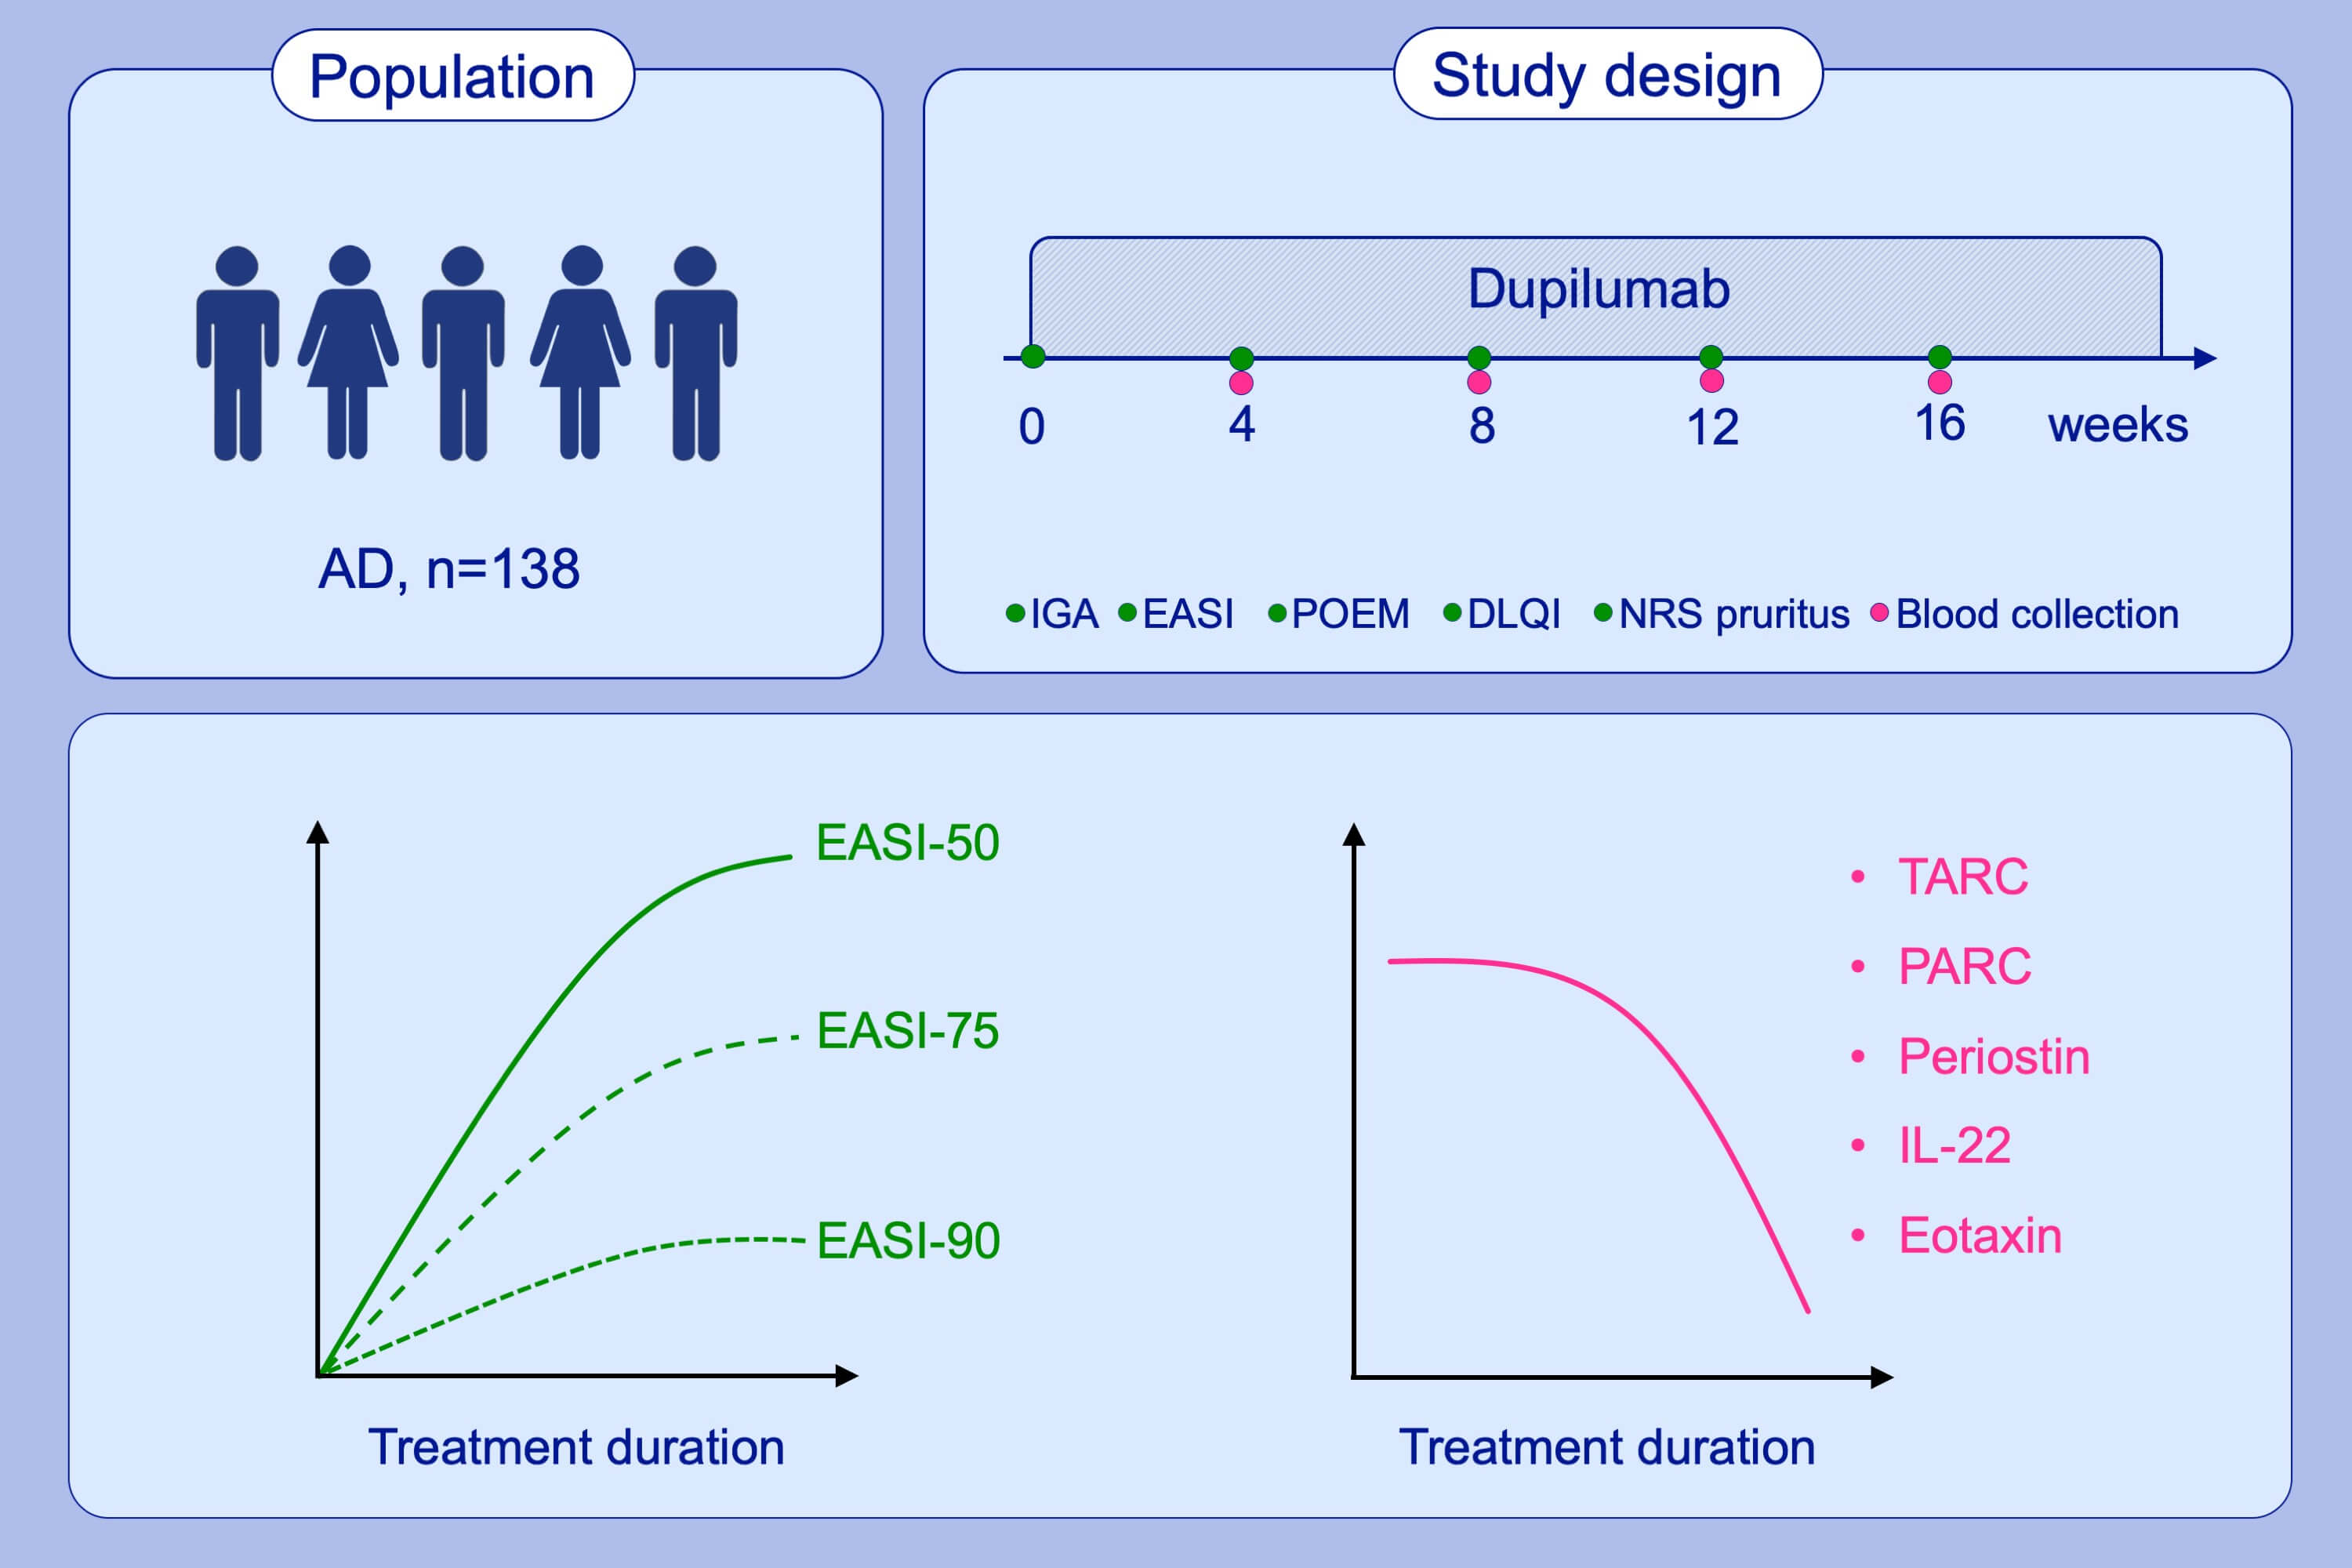 Population
AD, n=138
Study design
Dupilumab
0 4 8 12 16 weeks
IGA EASI POEM DLQI NRS pruritus Blood collection
EASI-50
EASI-75
EASI-90
Treatment duration
• TARC
• PARC
• Periostin
• IL-22
• Eotaxin
Treatment duration